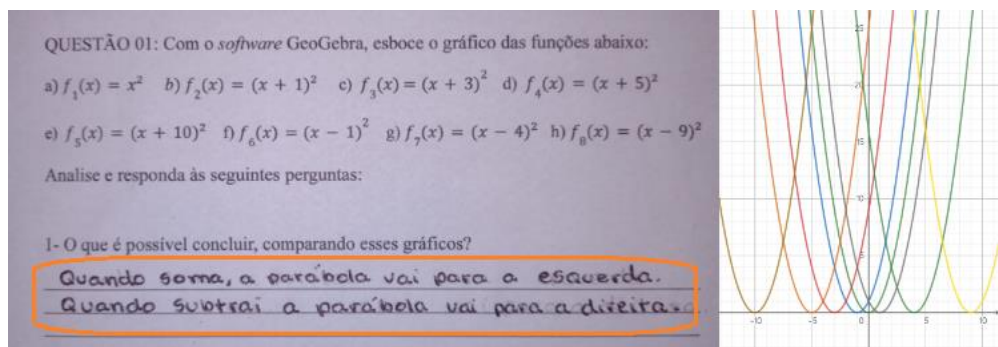 QUESTÃO 01: Com o software GeoGebra, esboce o gráfico das funções abaixo:
a) f₁(x) = x² b) f₂(x) = (x + 1)² c) f₃(x) = (x + 3)² d) f₄(x) = (x + 5)²
e) f₅(x) = (x + 10)² f) f₆(x) = (x − 1)² g) f₇(x) = (x − 4)² h) f₈(x) = (x − 9)²
Analise e responda às seguintes perguntas:
1- O que é possível concluir, comparando esses gráficos?
Quando soma, a parábola vai para a esquerda.
Quando subtrai a parábola vai para a direita.
25
20
15
10
5
-10 -5 0 5 10